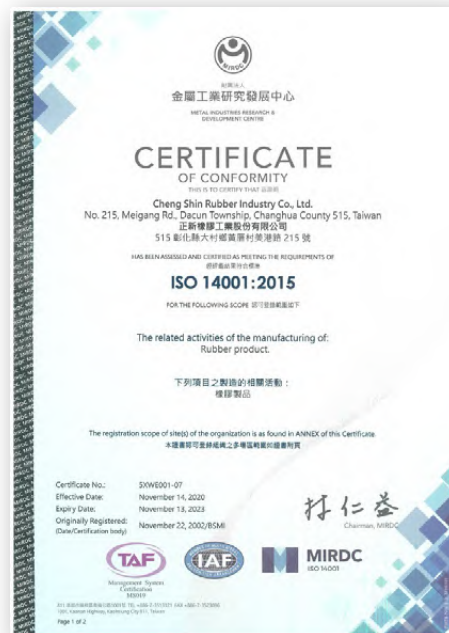 MIRDC
財團法人
金屬工業研究發展中心
METAL INDUSTRIES RESEARCH &
DEVELOPMENT CENTRE
CERTIFICATE
OF CONFORMITY
THIS IS TO CERTIFY THAT 茲證明
Cheng Shin Rubber Industry Co., Ltd.
No. 215, Meigang Rd., Dacun Township, Changhua County 515, Taiwan
正新橡膠工業股份有限公司
515 彰化縣大村鄉黃厝村美港路 215 號
HAS BEEN ASSESSED AND CERTIFIED AS MEETING THE REQUIREMENTS OF
經評鑑結果符合標準
ISO 14001:2015
FOR THE FOLLOWING SCOPE 認可登錄範圍如下
The related activities of the manufacturing of:
Rubber product.
下列項目之製造的相關活動：
橡膠製品
The registration scope of site(s) of the organization is as found in ANNEX of this Certificate
本證書認可登錄組織之多場區範圍如證書附頁
Certificate No.: 5XWE001-07
Effective Date: November 14, 2020
Expiry Date: November 13, 2023
Originally Registered: November 22, 2002/BSMI
(Date/Certification body)
林仁益
Chairman, MIRDC
TAF
Management System
Certification
IAF
MIRDC
ISO 14001
Page 1 of 2